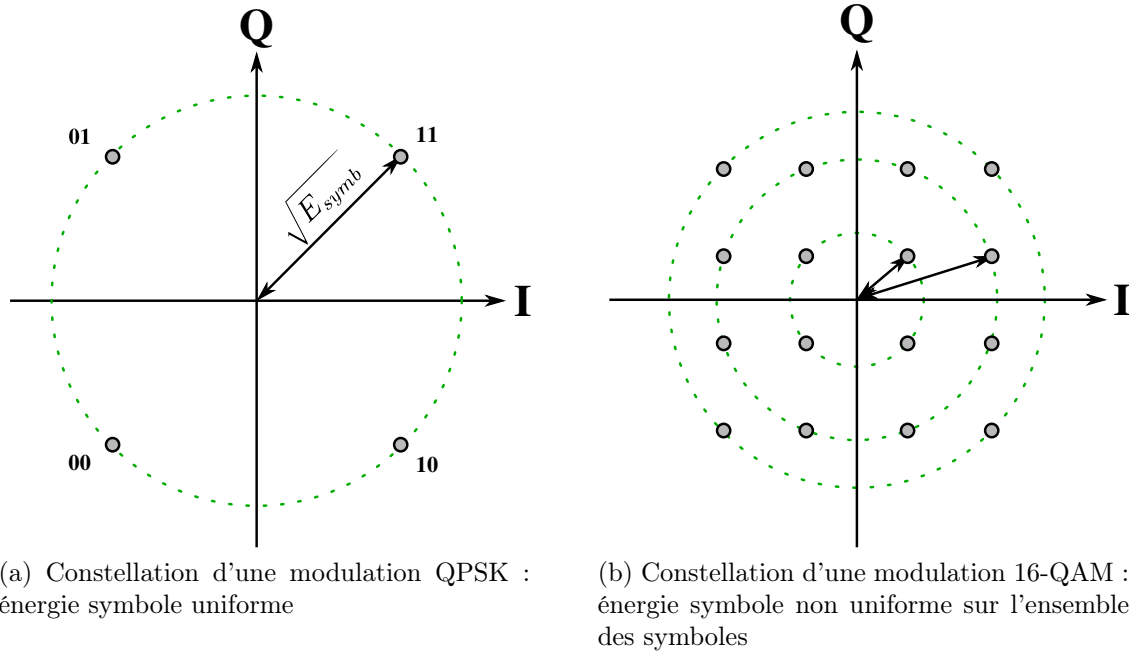 Q
01
11
√E_symb
I
00
10
(a) Constellation d'une modulation QPSK :
énergie symbole uniforme
Q
I
(b) Constellation d'une modulation 16-QAM :
énergie symbole non uniforme sur l'ensemble
des symboles